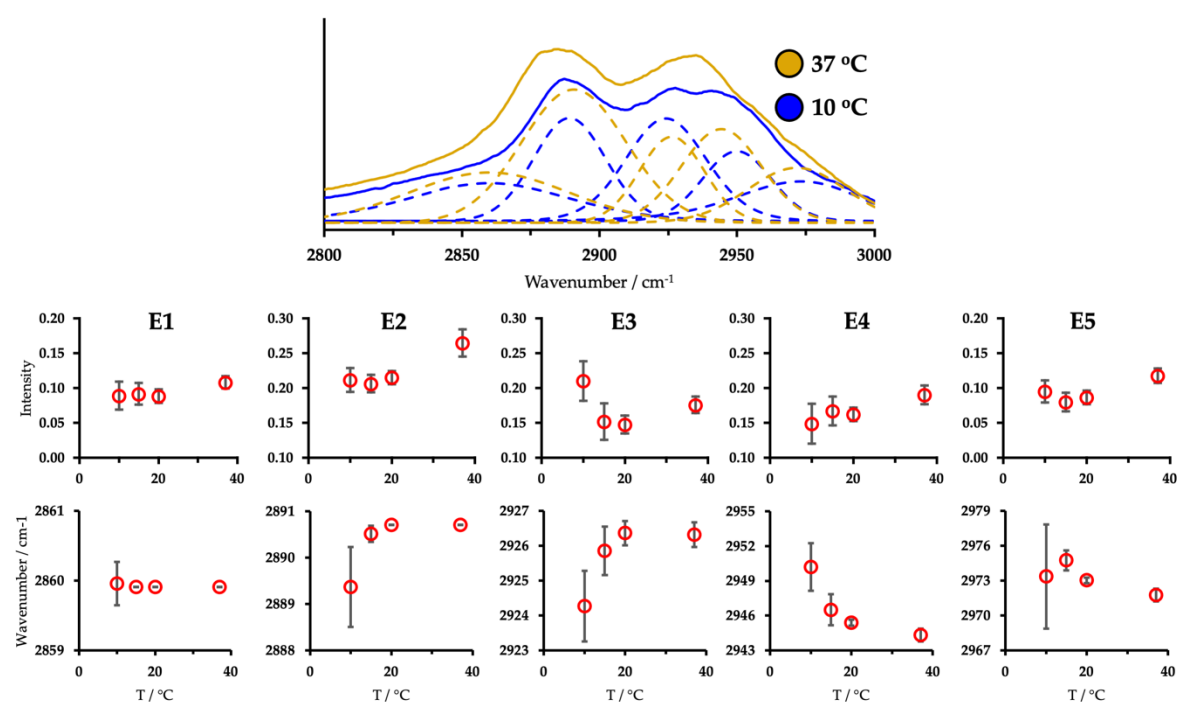 37 °C
10 °C
2800 2850 2900 2950 3000
Wavenumber / cm-1
E1 E2 E3 E4 E5
Intensity
0.20 0.15 0.10 0.05 0.00
0 20 40
0.30 0.25 0.20 0.15 0.10
0 20 40
0.30 0.25 0.20 0.15 0.10
0 20 40
0.30 0.25 0.20 0.15 0.10
0 20 40
0.20 0.15 0.10 0.05 0.00
0 20 40
Wavenumber / cm-1
2861 2860 2859
0 20 40
T / °C
2891 2890 2889 2888
0 20 40
T / °C
2927 2926 2925 2924 2923
0 20 40
T / °C
2955 2952 2949 2946 2943
0 20 40
T / °C
2979 2976 2973 2970 2967
0 20 40
T / °C